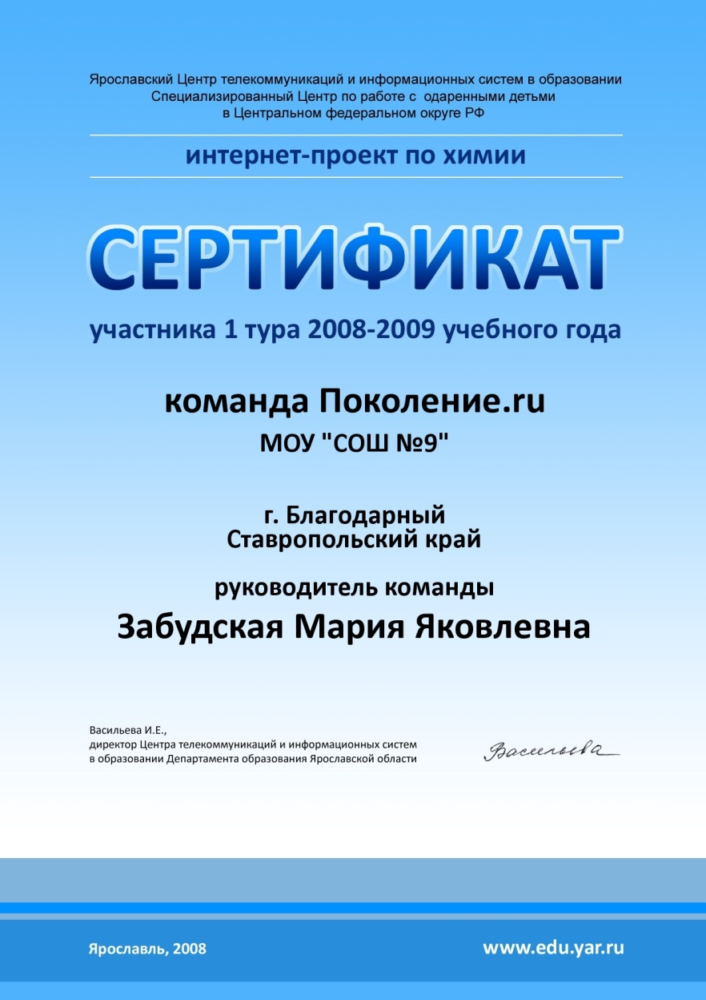 Ярославский Центр телекоммуникаций и информационных систем в образовании
Специализированный Центр по работе с одаренными детьми
в Центральном федеральном округе РФ
интернет-проект по химии
СЕРТИФИКАТ
участника 1 тура 2008-2009 учебного года
команда Поколение.ru
МОУ "СОШ №9"
г. Благодарный
Ставропольский край
руководитель команды
Забудская Мария Яковлевна
Васильева И.Е.,
директор Центра телекоммуникаций и информационных систем
в образовании Департамента образования Ярославской области
Васильева
Ярославль, 2008
www.edu.yar.ru